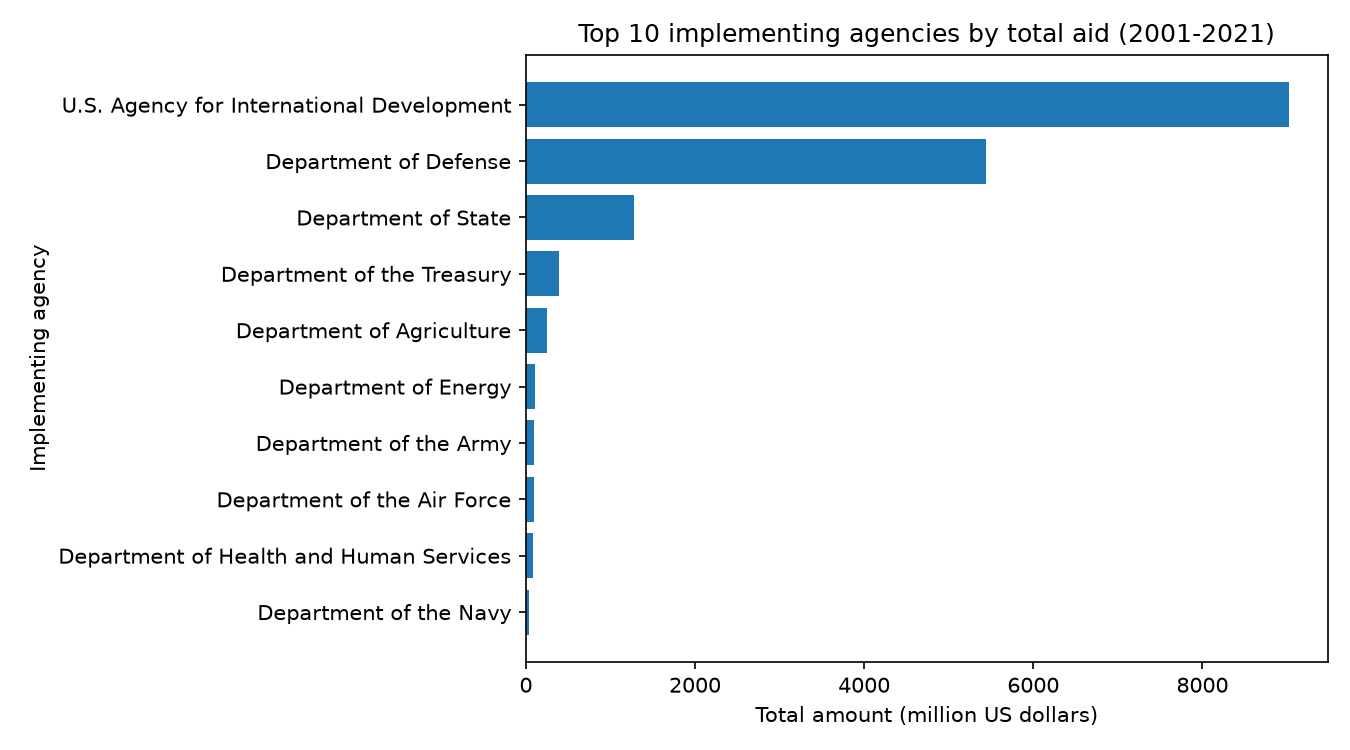 Top 10 implementing agencies by total aid (2001-2021)
Implementing agency
U.S. Agency for International Development
Department of Defense
Department of State
Department of the Treasury
Department of Agriculture
Department of Energy
Department of the Army
Department of the Air Force
Department of Health and Human Services
Department of the Navy
0 2000 4000 6000 8000
Total amount (million US dollars)